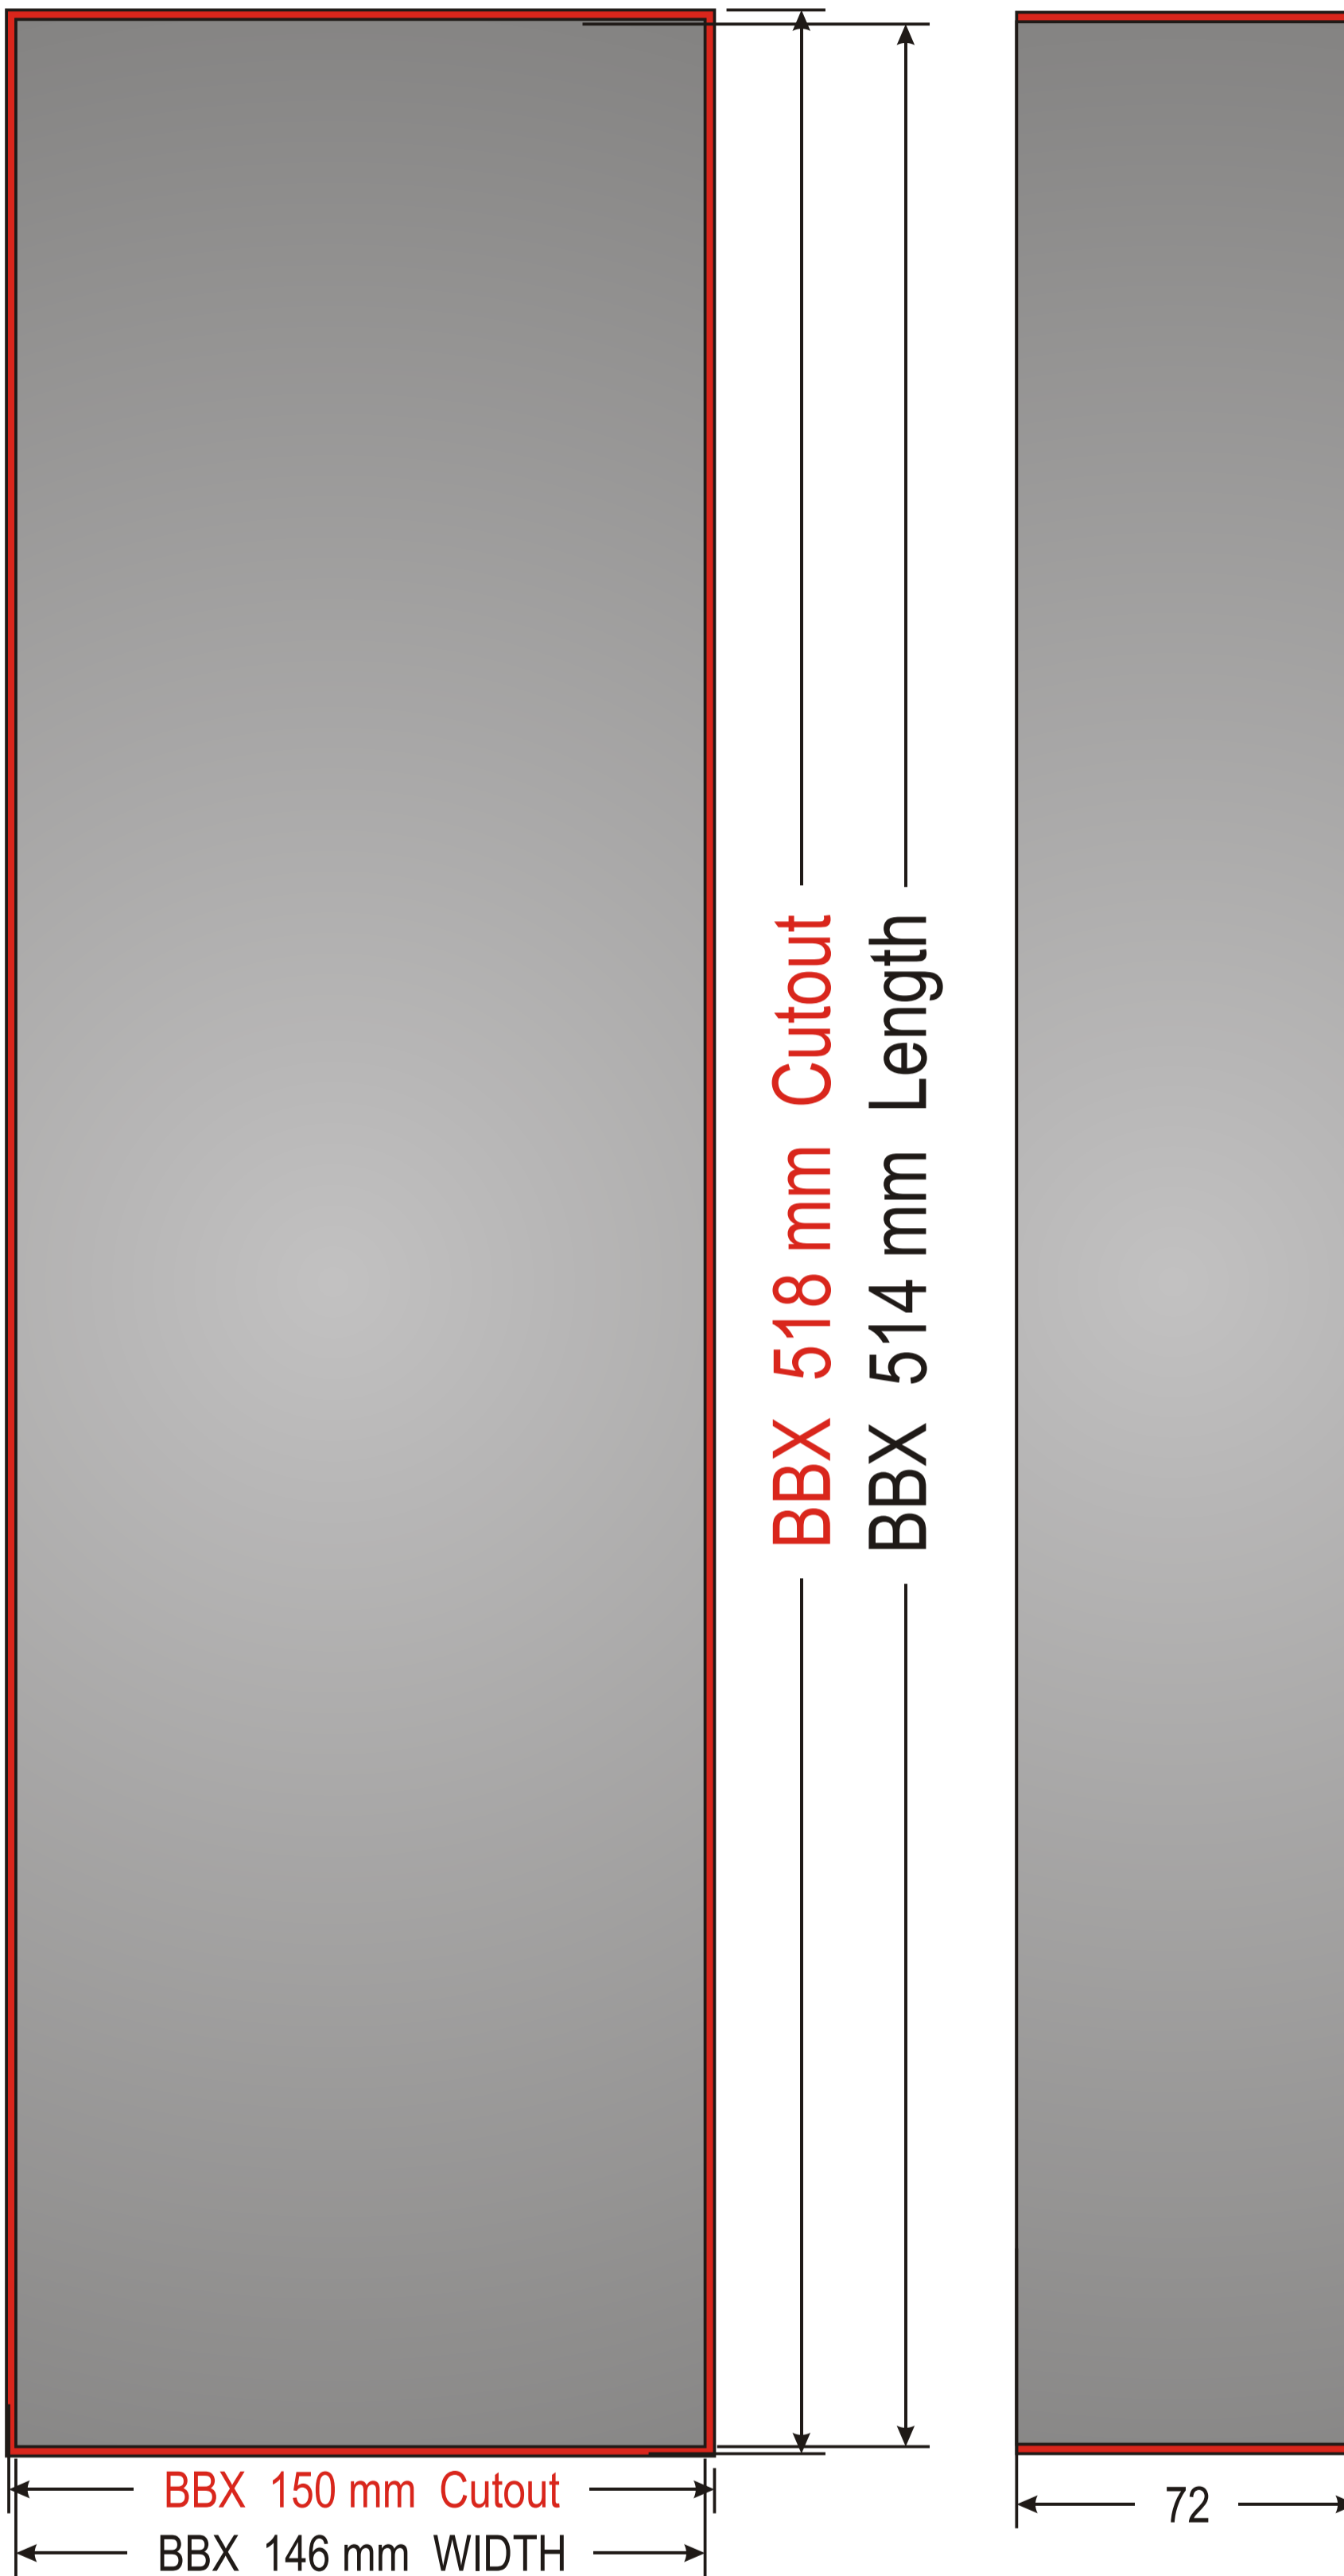 BBX 518 mm Cutout
BBX 514 mm Length
BBX 150 mm Cutout
BBX 146 mm WIDTH
72